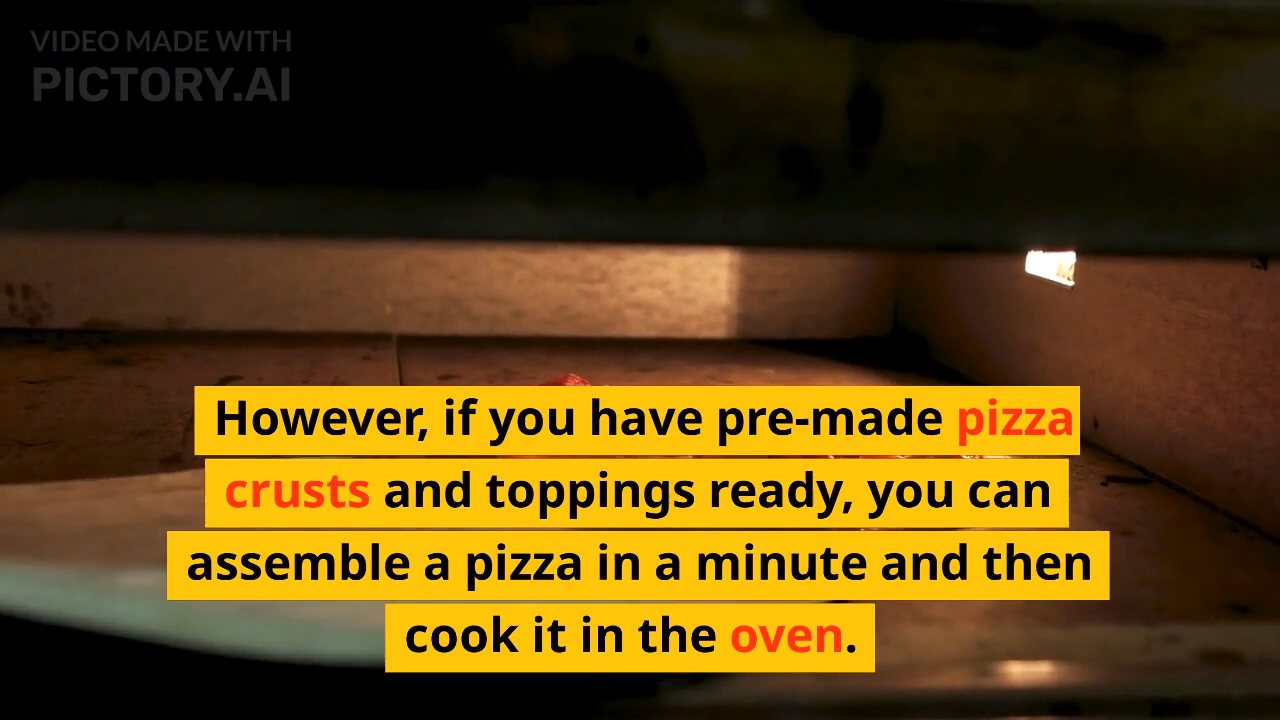 VIDEO MADE WITH
PICTORY.AI
However, if you have pre-made pizza
crusts and toppings ready, you can
assemble a pizza in a minute and then
cook it in the oven.